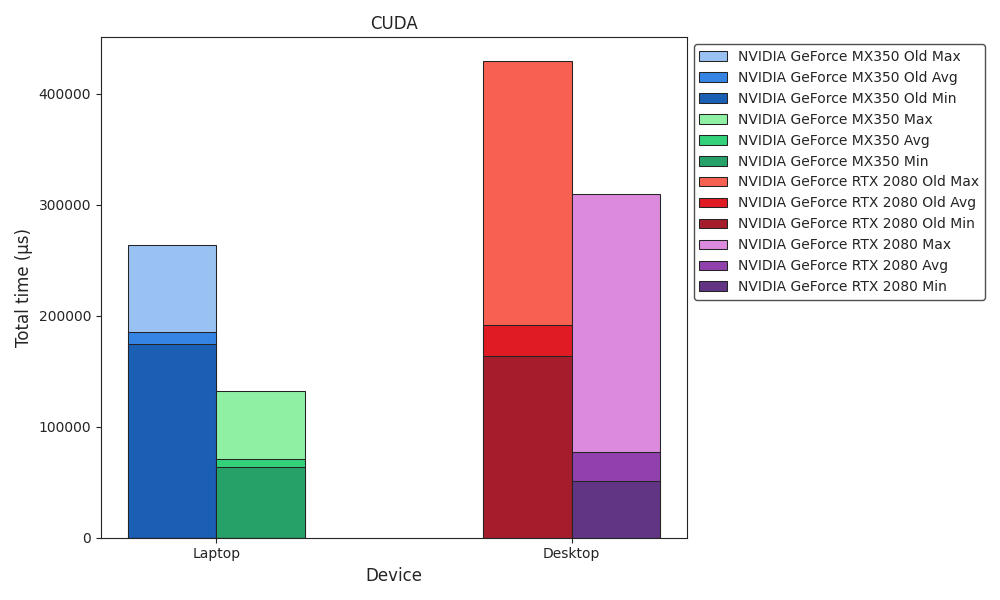 CUDA
Total time (µs)
400000
300000
200000
100000
0
Laptop
Desktop
Device
NVIDIA GeForce MX350 Old Max
NVIDIA GeForce MX350 Old Avg
NVIDIA GeForce MX350 Old Min
NVIDIA GeForce MX350 Max
NVIDIA GeForce MX350 Avg
NVIDIA GeForce MX350 Min
NVIDIA GeForce RTX 2080 Old Max
NVIDIA GeForce RTX 2080 Old Avg
NVIDIA GeForce RTX 2080 Old Min
NVIDIA GeForce RTX 2080 Max
NVIDIA GeForce RTX 2080 Avg
NVIDIA GeForce RTX 2080 Min